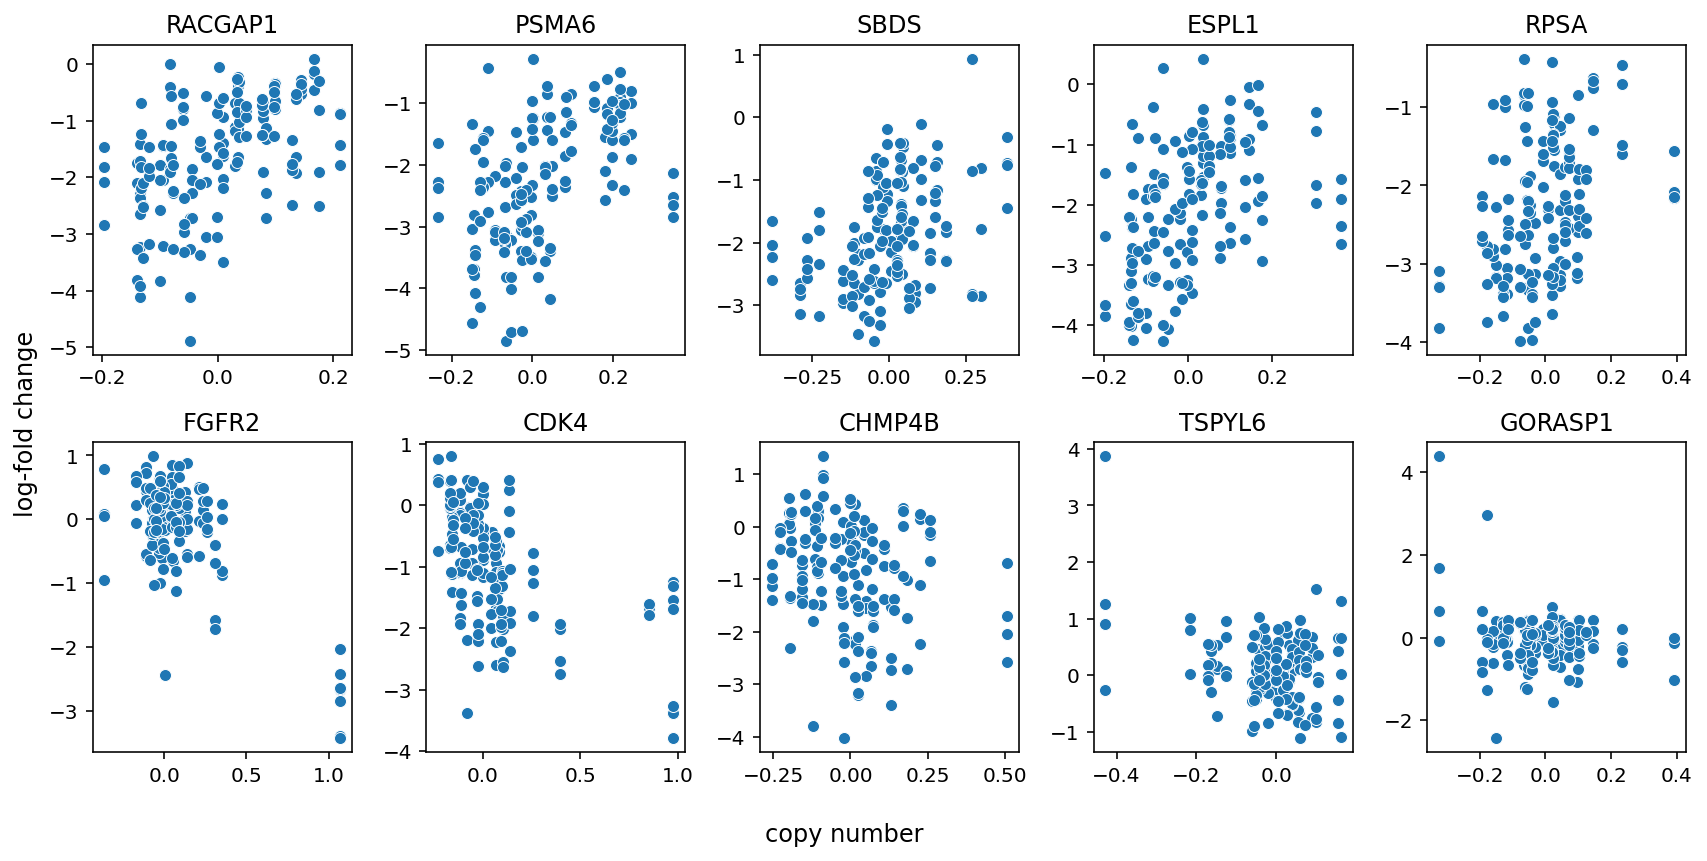 RACGAP1 PSMA6 SBDS ESPL1 RPSA
0 −1 −2 −3 −4 −5
−0.2 0.0 0.2
−1 −2 −3 −4 −5
−0.2 0.0 0.2
1 0 −1 −2 −3
−0.25 0.00 0.25
0 −1 −2 −3 −4
−0.2 0.0 0.2
−1 −2 −3 −4
−0.2 0.0 0.2 0.4
log-fold change
FGFR2 CDK4 CHMP4B TSPYL6 GORASP1
1 0 −1 −2 −3
0.0 0.5 1.0
1 0 −1 −2 −3 −4
0.0 0.5 1.0
1 0 −1 −2 −3 −4
−0.25 0.00 0.25 0.50
4 3 2 1 0 −1
−0.4 −0.2 0.0
4 2 0 −2
−0.2 0.0 0.2 0.4
copy number